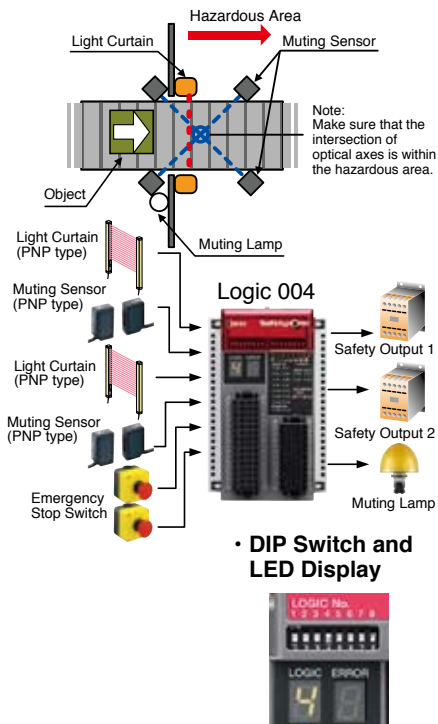 Hazardous Area
Light Curtain
Muting Sensor
Note:
Make sure that the
intersection of
optical axes is within
the hazardous area.
Object
Muting Lamp
Light Curtain
(PNP type)
Logic 004
Muting Sensor
(PNP type)
Safety Output 1
Light Curtain
(PNP type)
Safety Output 2
Muting Sensor
(PNP type)
Emergency
Stop Switch
Muting Lamp
• DIP Switch and
LED Display
LOGIC No.
1 2 3 4 5 6 7 8
LOGIC ERROR
4